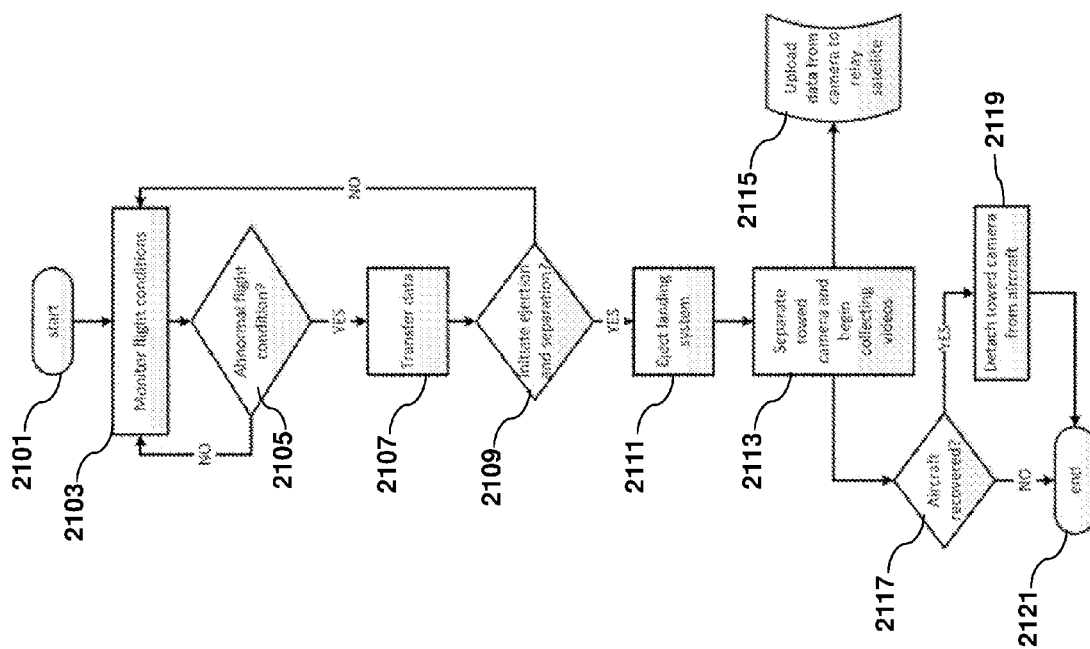 2101
start
2103
Moniter flight conditions
NO
2105
Abnormal flight
condition?
YES
2107
Transfer data
NO
2109
Initiate ejection
and separation?
YES
2111
Eject landing
system
2113
Separate
towed
camera and
begin
collecting
videos
2115
Upload
data from
camera to
relay
satellite
2117
Aircraft
recovered?
YES
2119
Detach towed camera
from aircraft
NO
2121
end